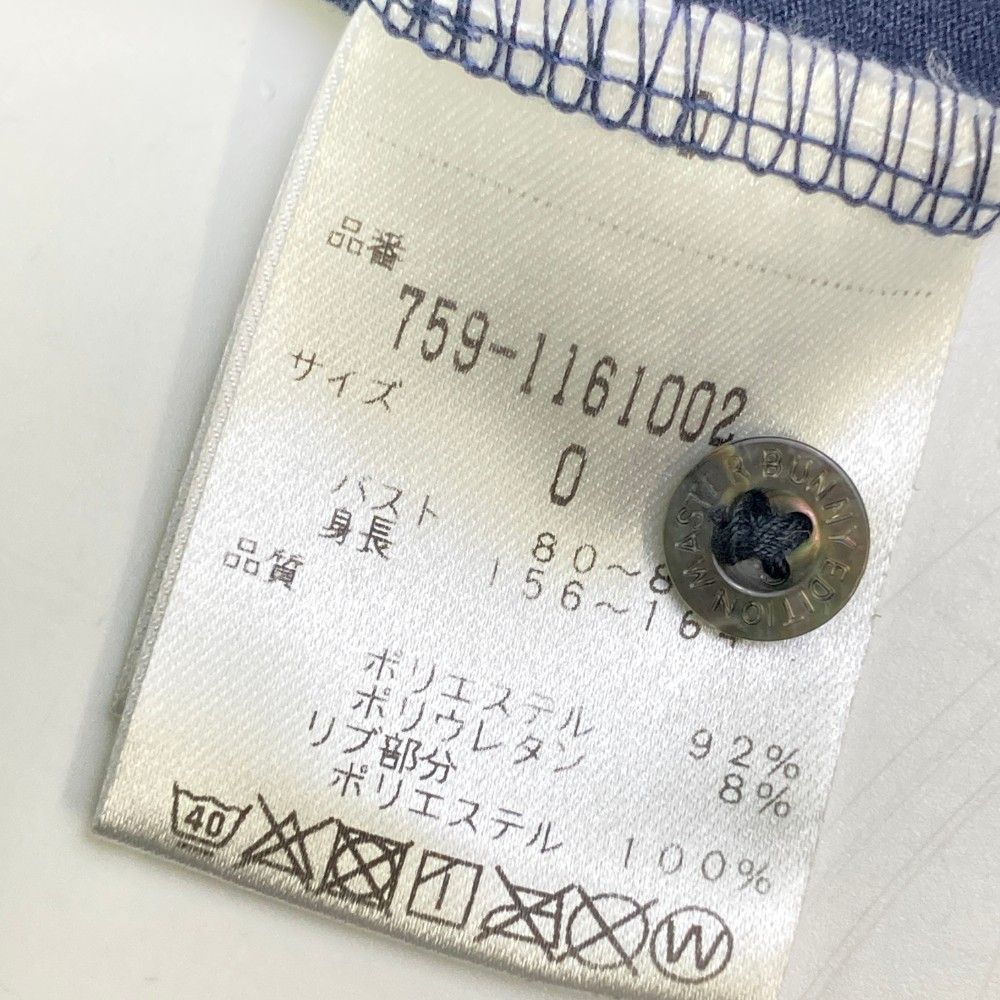 品番
759-1161002
サイズ
0
バスト 80～8
身長 156～16
品質
ポリエステル 92%
ポリウレタン 8%
リブ部分
ポリエステル 100%
40
W
MASTER BUNNY EDITION